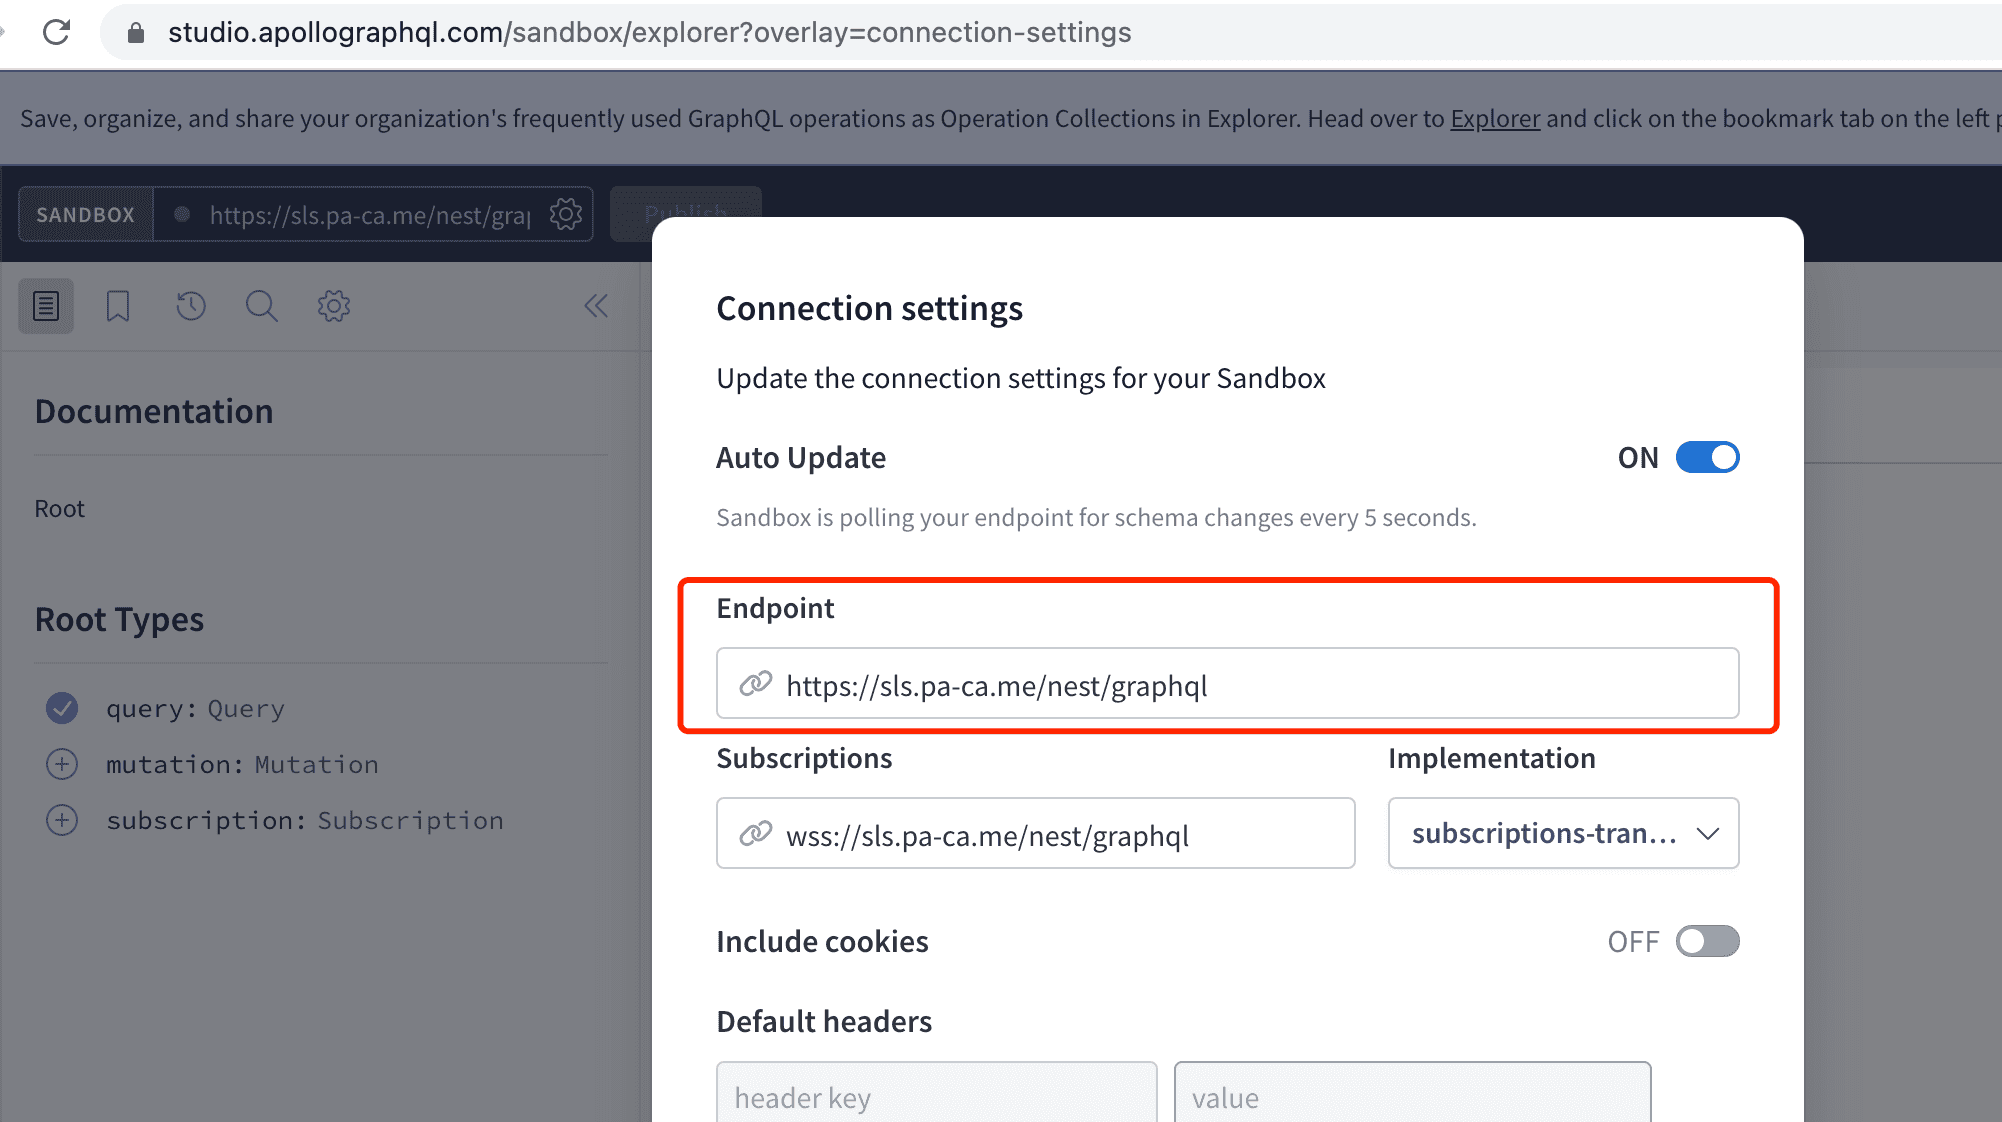 studio.apollographql.com/sandbox/explorer?overlay=connection-settings
Save, organize, and share your organization's frequently used GraphQL operations as Operation Collections in Explorer. Head over to Explorer and click on the bookmark tab on the left
SANDBOX https://sls.pa-ca.me/nest/gra
Publish
Connection settings
Update the connection settings for your Sandbox
Auto Update ON
Sandbox is polling your endpoint for schema changes every 5 seconds.
Endpoint
https://sls.pa-ca.me/nest/graphql
Subscriptions Implementation
wss://sls.pa-ca.me/nest/graphql subscriptions-tran...
Include cookies OFF
Default headers
header key value
Documentation
Root
Root Types
query: Query
mutation: Mutation
subscription: Subscription